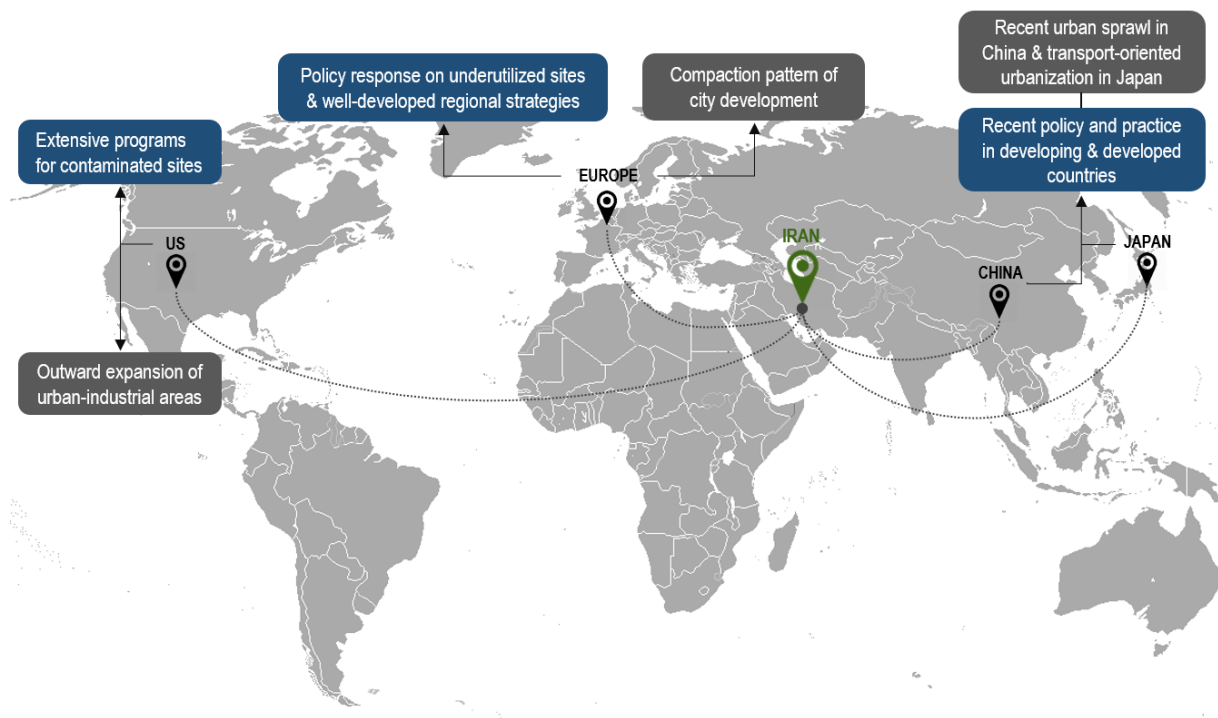 Recent urban sprawl in
China & transport-oriented
urbanization in Japan
Policy response on underutilized sites
& well-developed regional strategies
Compaction pattern of
city development
Extensive programs
for contaminated sites
Recent policy and practice
in developing & developed
countries
EUROPE
US
IRAN
JAPAN
CHINA
Outward expansion of
urban-industrial areas